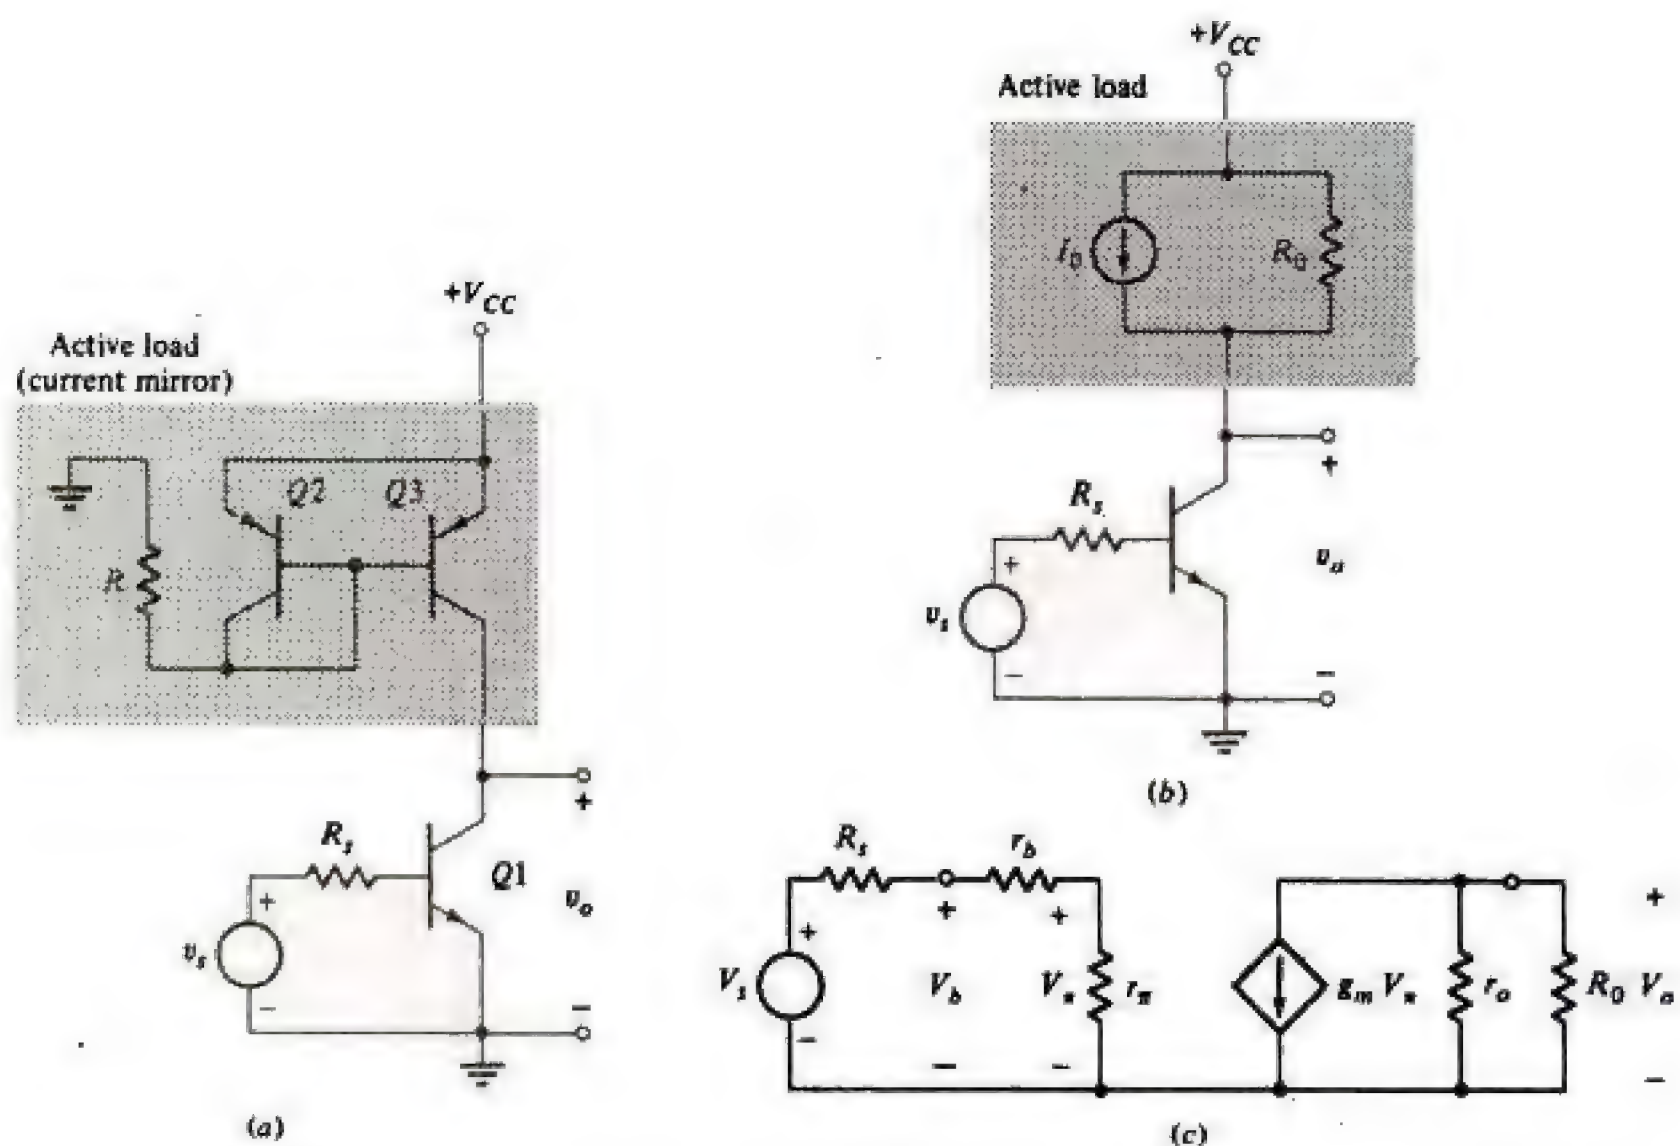 +V_CC
Active load
(current mirror)
Q2
Q3
R
+
R_s
Q1
v_o
+
v_s
−
−
(a)
+V_CC
Active load
I_0
R_0
+
R_s
v_o
+
v_s
−
−
(b)
R_s
r_b
+
+
+
+
V_s
V_b
V_π
r_π
g_m V_π
r_o
R_0
V_o
−
−
−
−
(c)